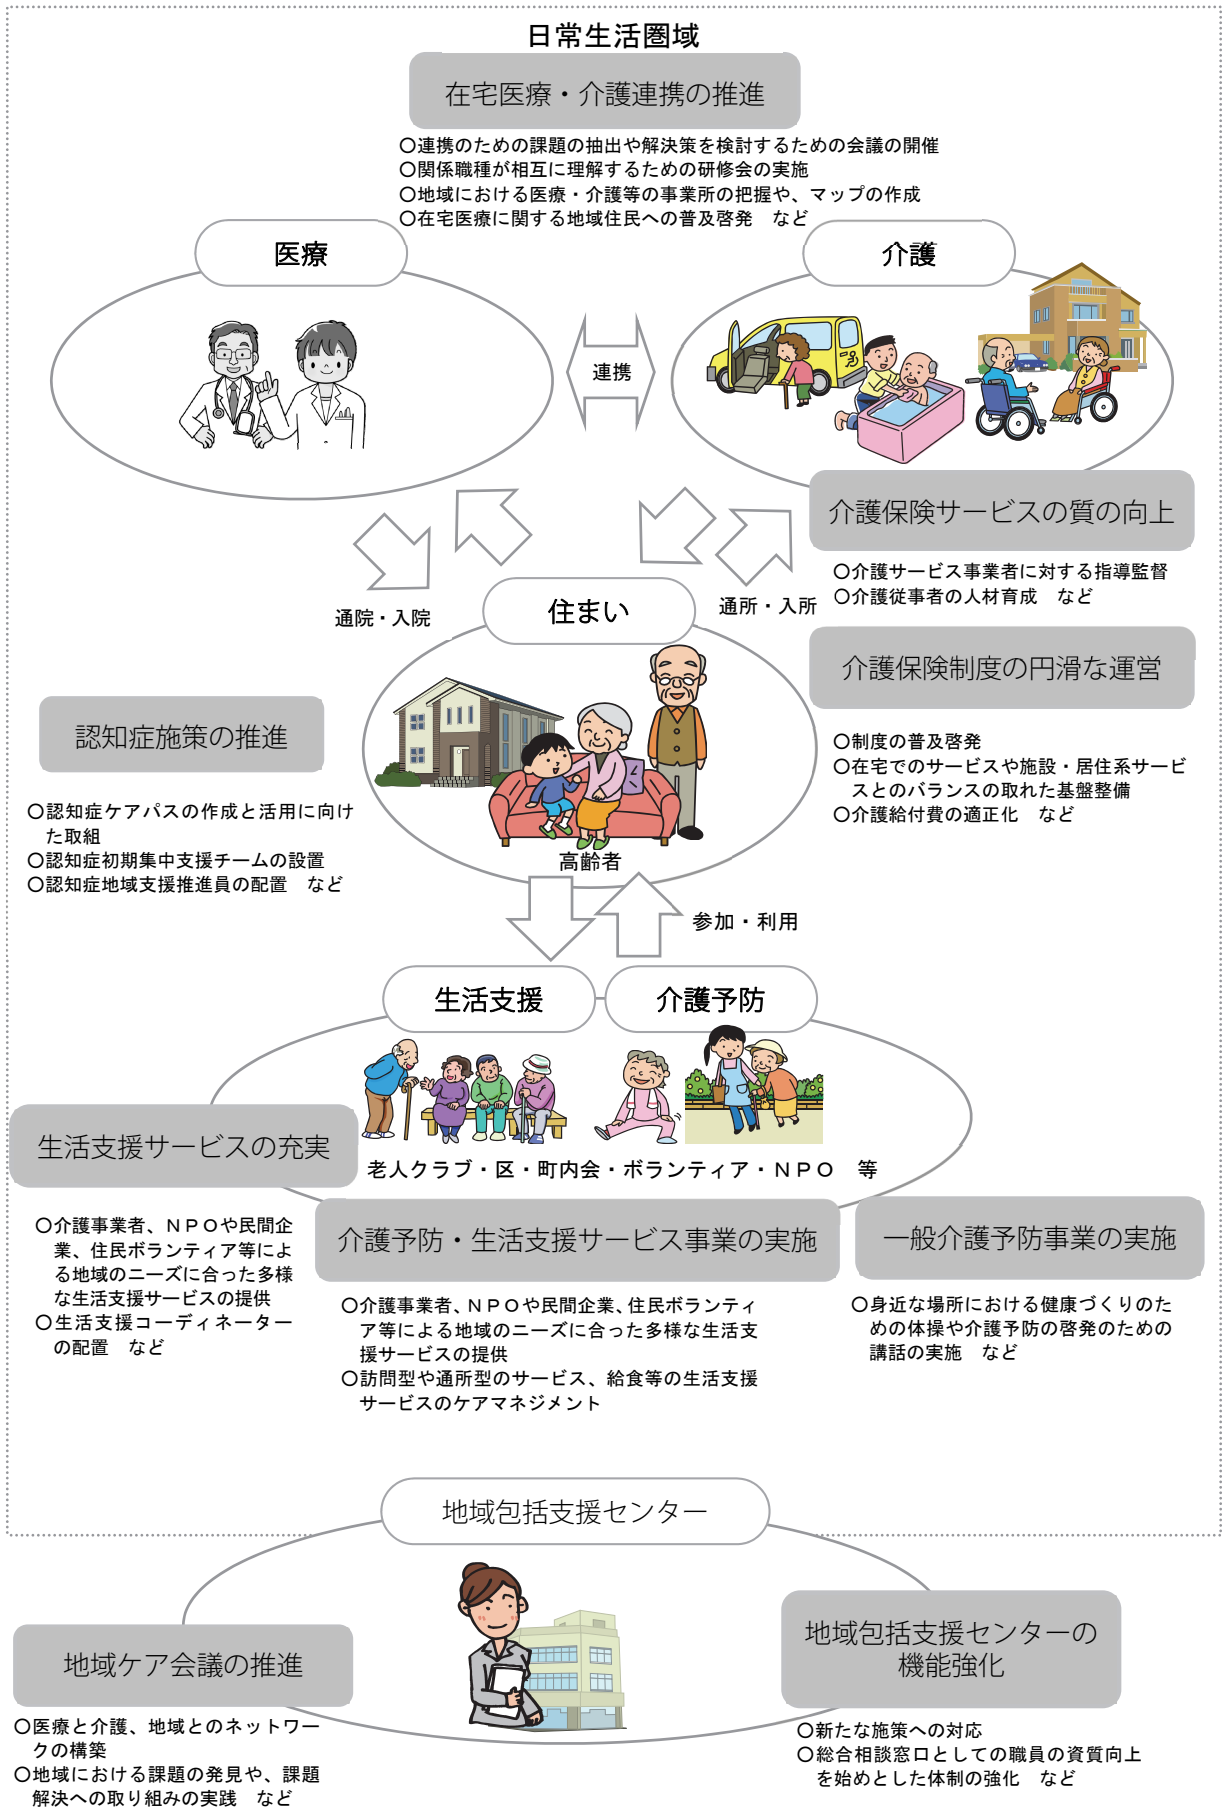 日常生活圏域
在宅医療・介護連携の推進
〇連携のための課題の抽出や解決策を検討するための会議の開催
〇関係職種が相互に理解するための研修会の実施
〇地域における医療・介護等の事業所の把握や、マップの作成
〇在宅医療に関する地域住民への普及啓発　など
医療
介護
連携
介護保険サービスの質の向上
〇介護サービス事業者に対する指導監督
〇介護従事者の人材育成　など
通院・入院
住まい
通所・入所
介護保険制度の円滑な運営
〇制度の普及啓発
〇在宅でのサービスや施設・居住系サービ
スとのバランスの取れた基盤整備
〇介護給付費の適正化　など
認知症施策の推進
〇認知症ケアパスの作成と活用に向け
た取組
〇認知症初期集中支援チームの設置
〇認知症地域支援推進員の配置　など
高齢者
参加・利用
生活支援
介護予防
老人クラブ・区・町内会・ボランティア・ＮＰＯ　等
生活支援サービスの充実
〇介護事業者、ＮＰＯや民間企
業、住民ボランティア等によ
る地域のニーズに合った多様
な生活支援サービスの提供
〇生活支援コーディネーター
の配置　など
介護予防・生活支援サービス事業の実施
〇介護事業者、ＮＰＯや民間企業、住民ボランティ
ア等による地域のニーズに合った多様な生活支
援サービスの提供
〇訪問型や通所型のサービス、給食等の生活支援
サービスのケアマネジメント
一般介護予防事業の実施
〇身近な場所における健康づくりのた
めの体操や介護予防の啓発のための
講話の実施　など
地域包括支援センター
地域ケア会議の推進
〇医療と介護、地域とのネットワー
クの構築
〇地域における課題の発見や、課題
解決への取り組みの実践　など
地域包括支援センターの
機能強化
〇新たな施策への対応
〇総合相談窓口としての職員の資質向上
を始めとした体制の強化　など